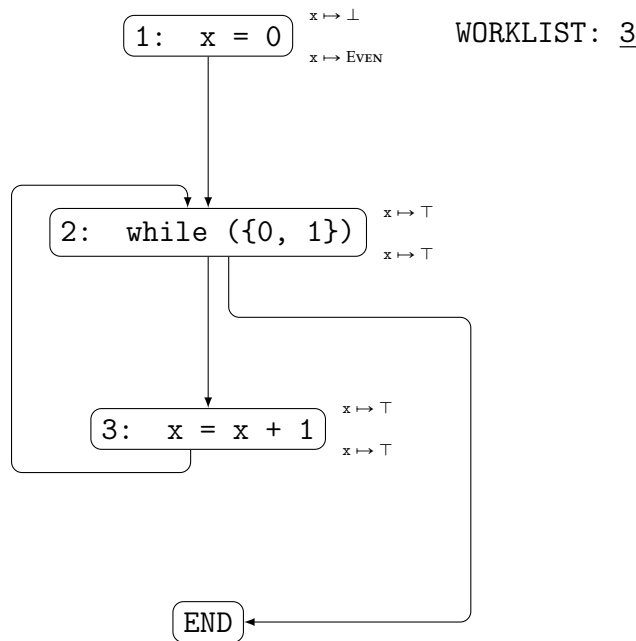 x ↦ ⊥
1: x = 0
WORKLIST: 3
x ↦ EVEN
x ↦ ⊤
2: while ({0, 1})
x ↦ ⊤
x ↦ ⊤
3: x = x + 1
x ↦ ⊤
END